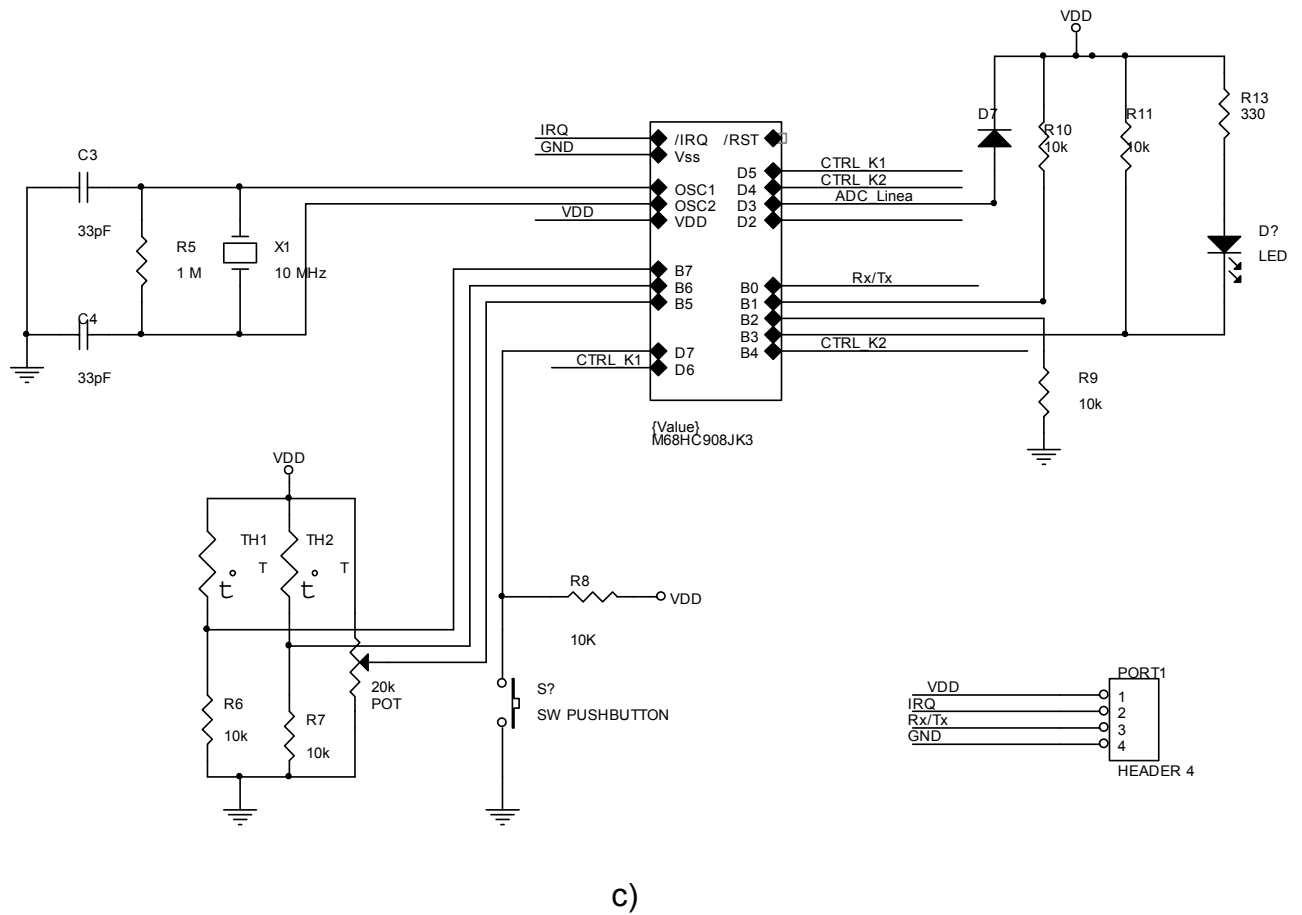 VDD
D7
R10
10k
R11
10k
R13
330
D?
LED
C3
33pF
R5
1 M
X1
10 MHz
C4
33pF
IRQ
GND
VDD
CTRL_K1
/IRQ
Vss
OSC1
OSC2
VDD
B7
B6
B5
D7
D6
/RST
D5
D4
D3
D2
B0
B1
B2
B3
B4
CTRL_K1
CTRL_K2
ADC_Linea
Rx/Tx
CTRL_K2
{Value}
M68HC908JK3
R9
10k
VDD
TH1
T
t°
TH2
T
t°
R6
10k
R7
10k
20k
POT
R8
VDD
10K
S?
SW PUSHBUTTON
PORT1
VDD
1
IRQ
2
Rx/Tx
3
GND
4
HEADER 4
c)